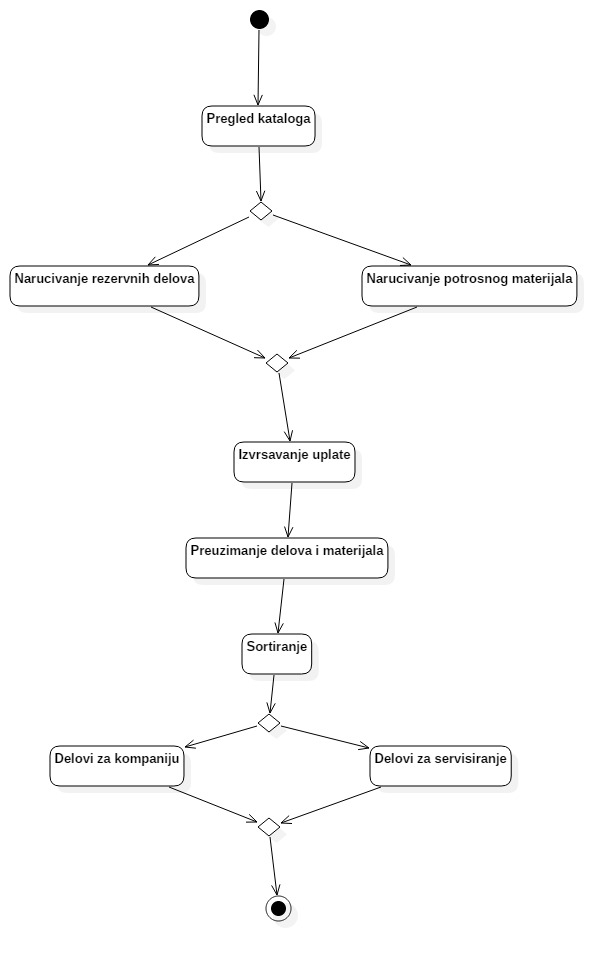 Pregled kataloga
Narucivanje rezervnih delova
Narucivanje potrosnog materijala
Izvrsavanje uplate
Preuzimanje delova i materijala
Sortiranje
Delovi za kompaniju
Delovi za servisiranje